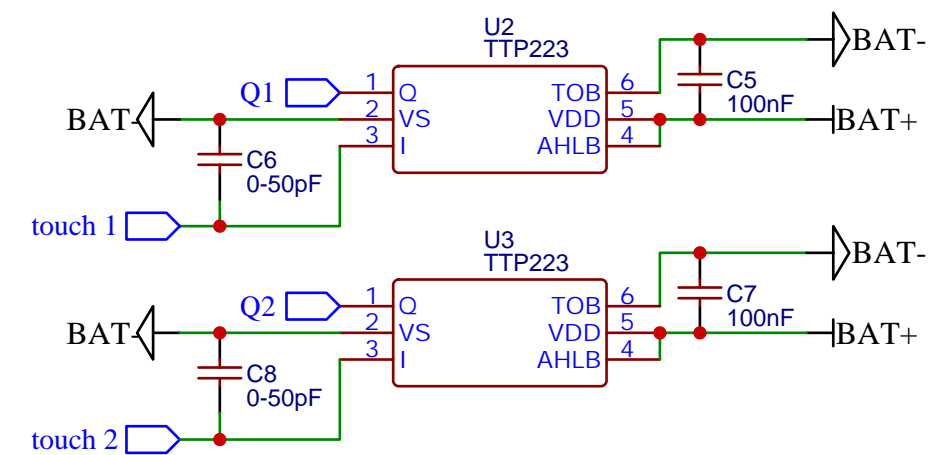 U2
TTP223
BAT-
Q1
1
Q
TOB
6
C5
100nF
BAT-
2
VS
VDD
5
BAT+
3
I
AHLB
4
C6
0-50pF
touch 1
U3
TTP223
BAT-
Q2
1
Q
TOB
6
C7
100nF
BAT-
2
VS
VDD
5
BAT+
3
I
AHLB
4
C8
0-50pF
touch 2